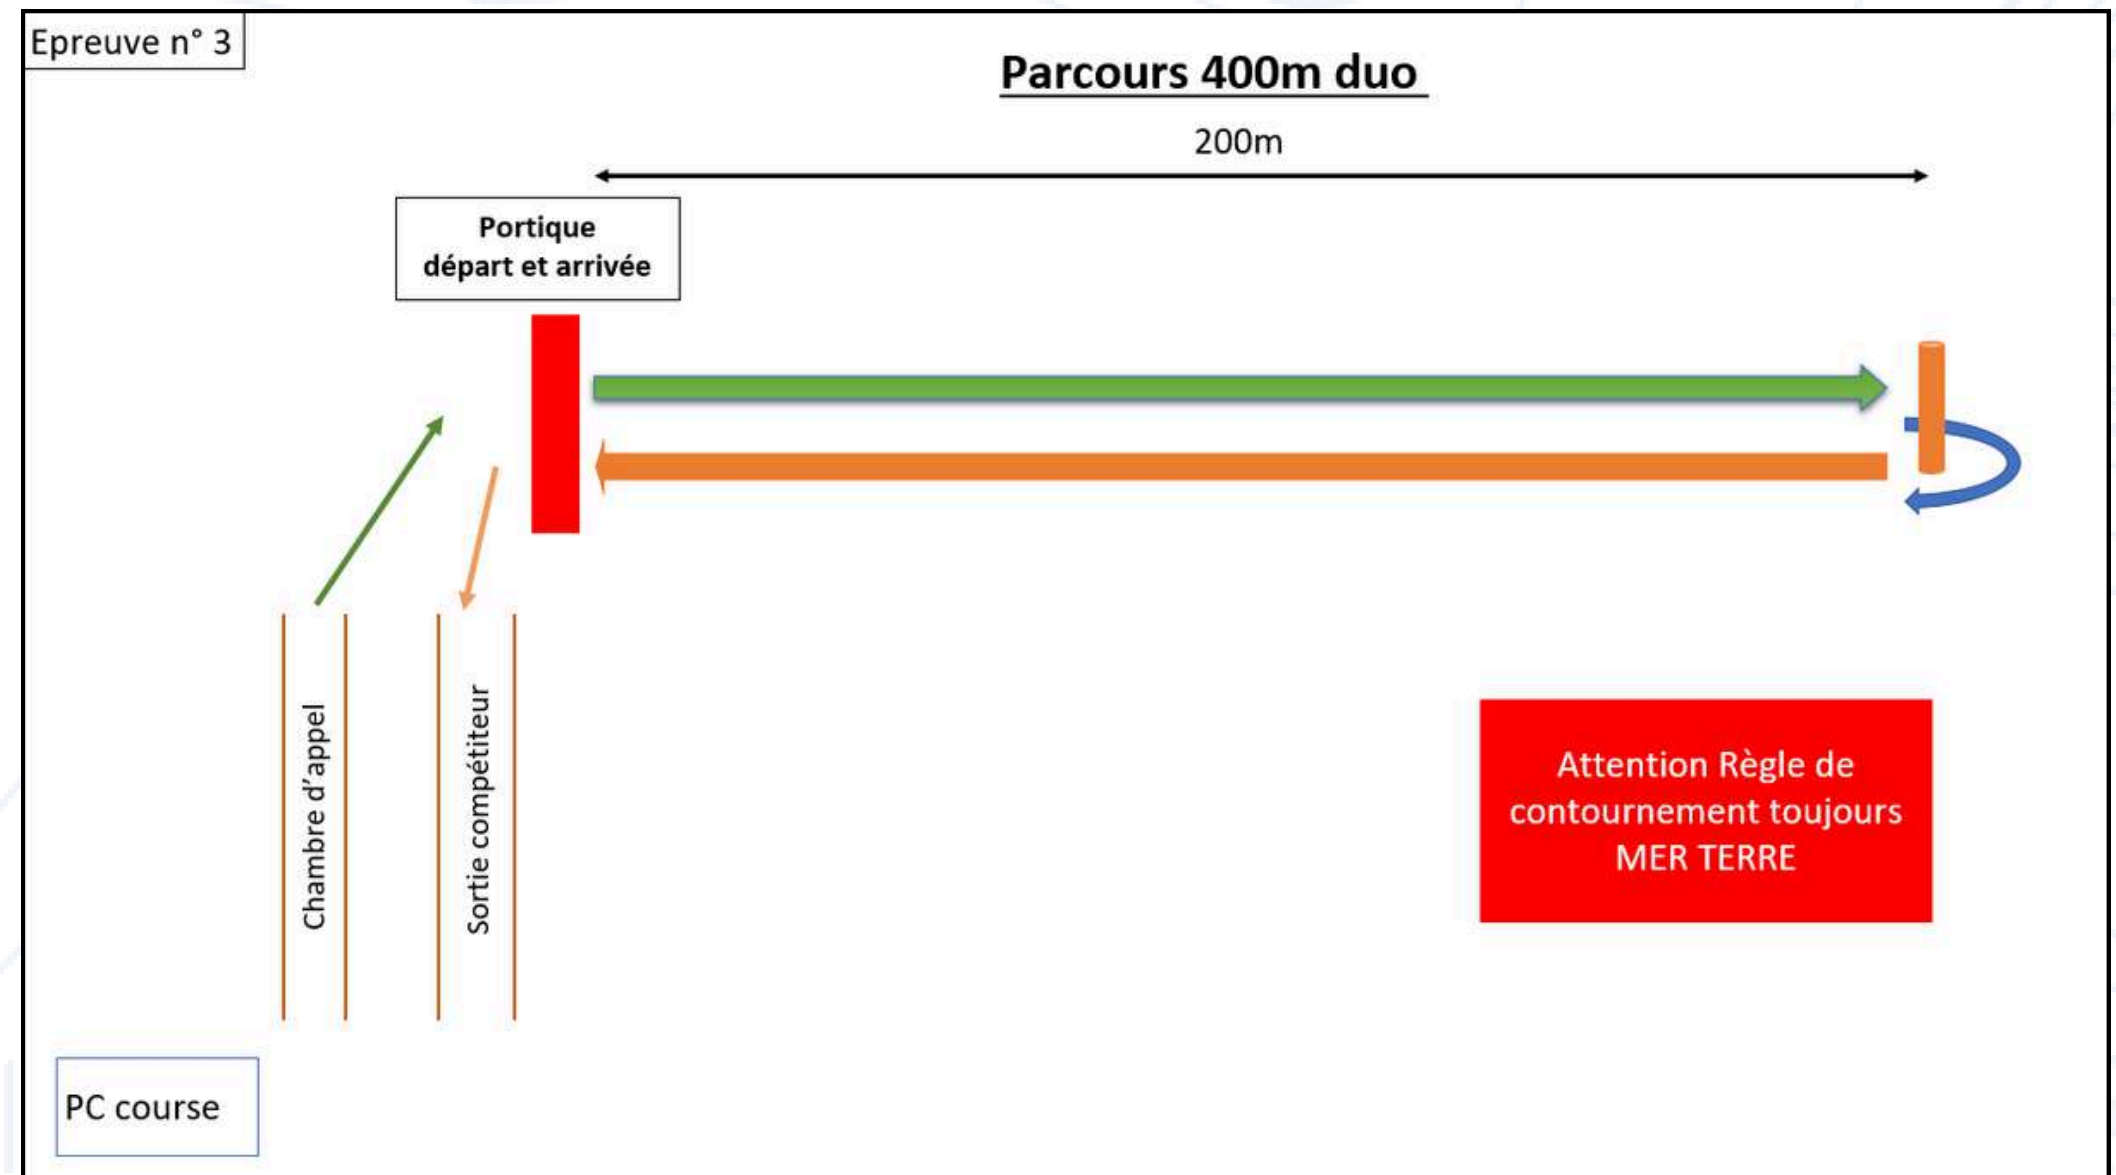 Epreuve n° 3
Parcours 400m duo
200m
Portique
départ et arrivée
Chambre d’appel
Sortie compétiteur
Attention Règle de
contournement toujours
MER TERRE
PC course